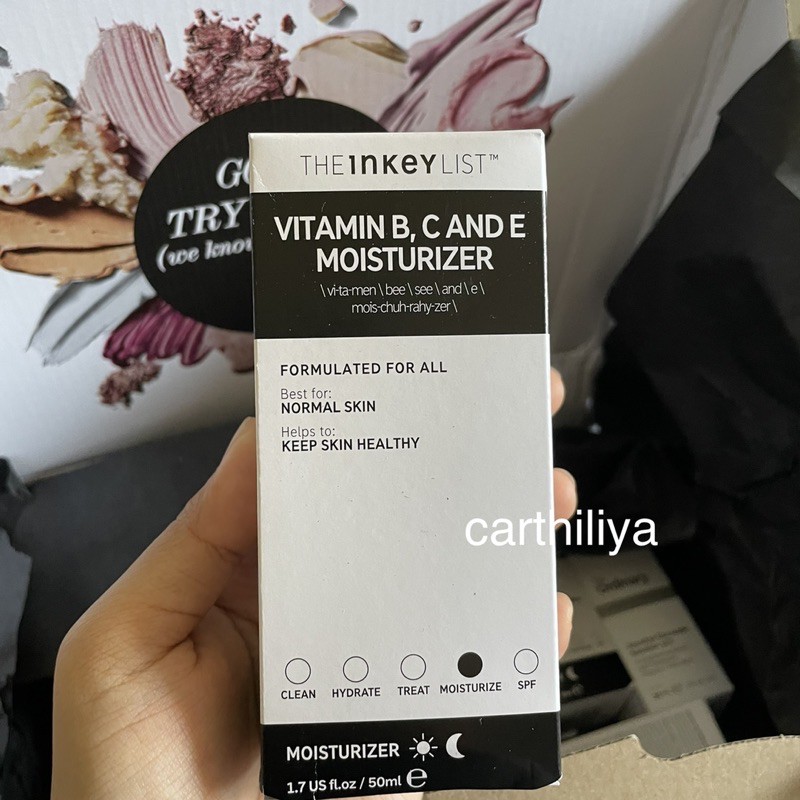 TRY
(we know
THE INKEY LIST™
VITAMIN B, C AND E
MOISTURIZER
\ vi-ta-men \ bee \ see \ and \ e \
mois-chuh-rahy-zer \
FORMULATED FOR ALL
Best for:
NORMAL SKIN
Helps to:
KEEP SKIN HEALTHY
carthiliya
CLEAN HYDRATE TREAT MOISTURIZE SPF
MOISTURIZER
1.7 US fl.oz / 50ml ℮